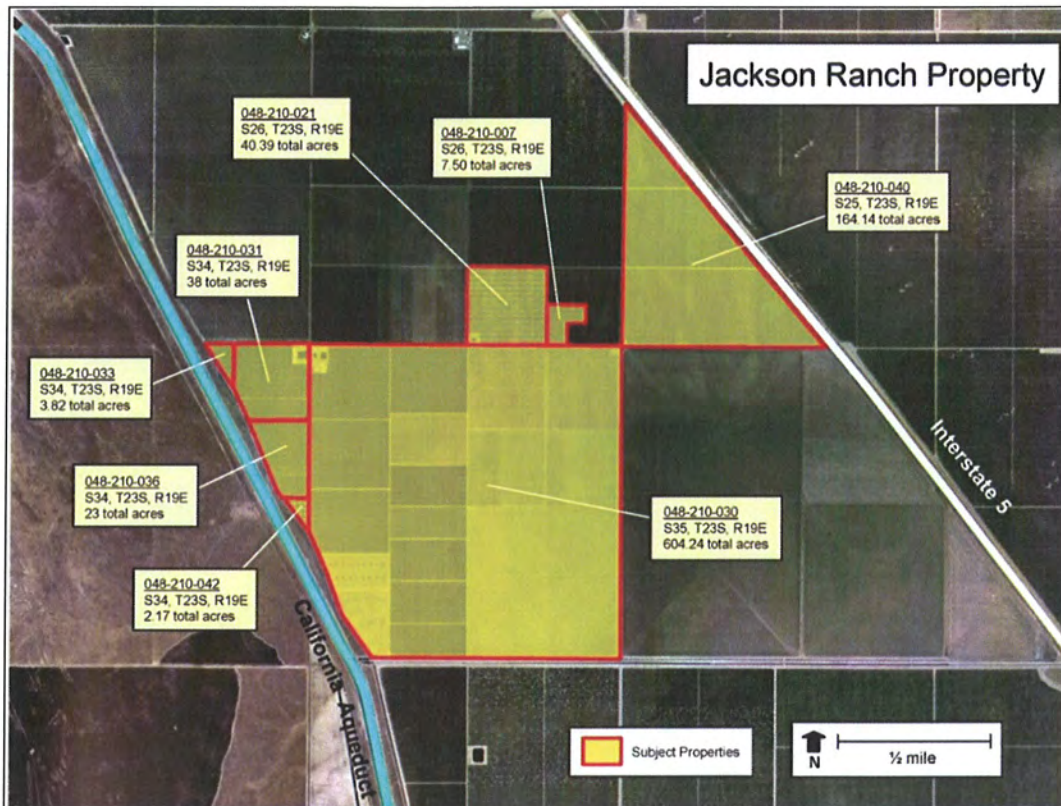 Jackson Ranch Property
048-210-021
S26, T23S, R19E
40.39 total acres
048-210-007
S26, T23S, R19E
7.50 total acres
048-210-040
S25, T23S, R19E
164.14 total acres
048-210-031
S34, T23S, R19E
38 total acres
048-210-033
S34, T23S, R19E
3.82 total acres
048-210-036
S34, T23S, R19E
23 total acres
048-210-030
S35, T23S, R19E
604.24 total acres
048-210-042
S34, T23S, R19E
2.17 total acres
Interstate 5
California Aqueduct
Subject Properties
N
½ mile